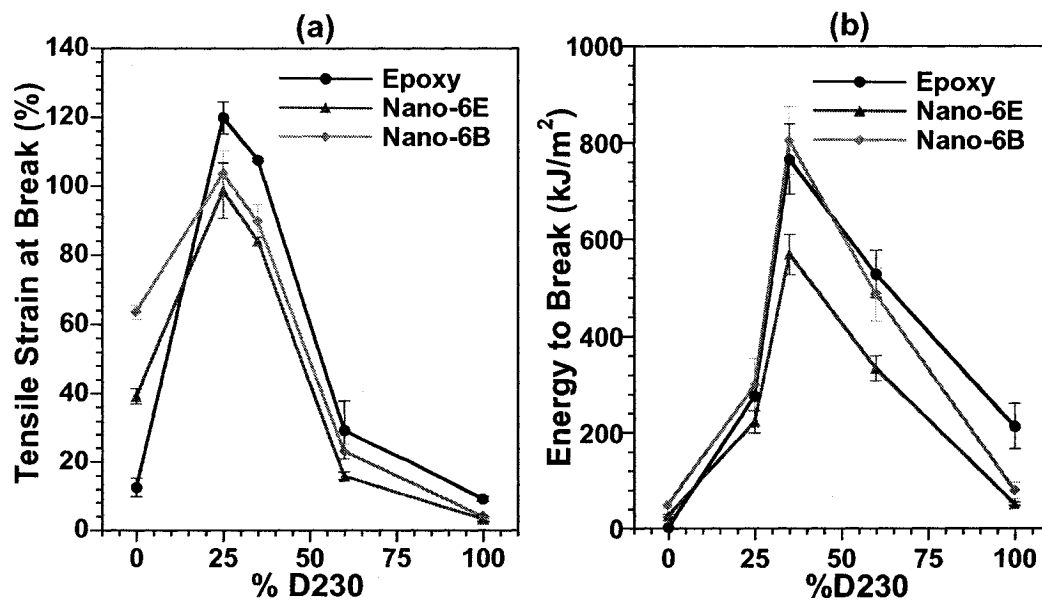 (a)
Tensile Strain at Break (%)
140
120
100
80
60
40
20
0
Epoxy
Nano-6E
Nano-6B
0 25 50 75 100
% D230
(b)
Energy to Break (kJ/m²)
1000
800
600
400
200
0
Epoxy
Nano-6E
Nano-6B
0 25 50 75 100
%D230